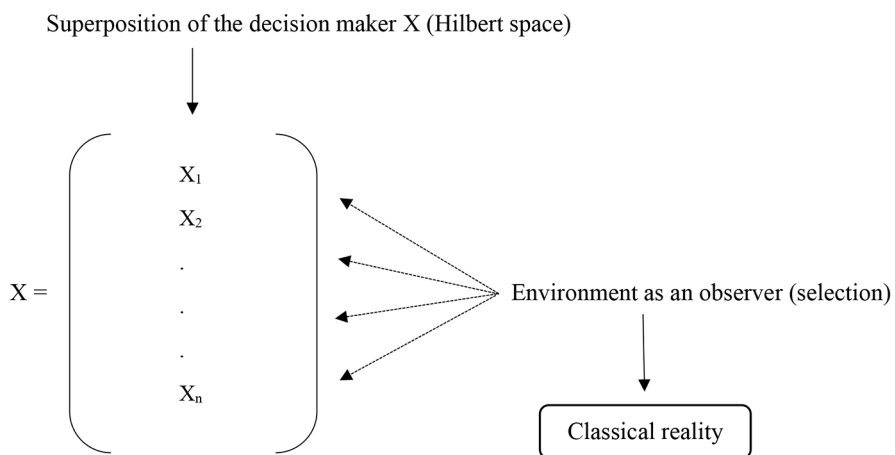 Superposition of the decision maker X (Hilbert space)
X₁
X₂
.
X =
.
Environment as an observer (selection)
.
Xₙ
Classical reality